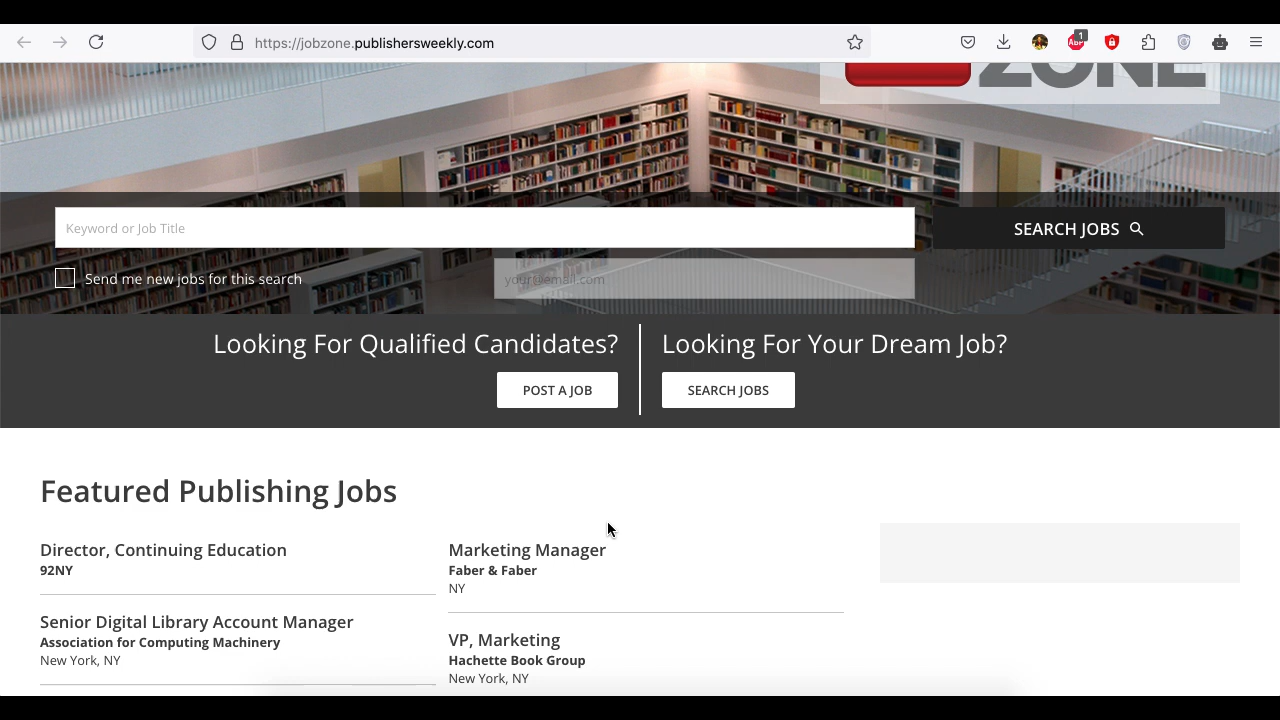 https://jobzone.publishersweekly.com
1
ZONE
Keyword or Job Title
SEARCH JOBS
Send me new jobs for this search
your@email.com
Looking For Qualified Candidates?
Looking For Your Dream Job?
POST A JOB
SEARCH JOBS
Featured Publishing Jobs
Director, Continuing Education
92NY
Senior Digital Library Account Manager
Association for Computing Machinery
New York, NY
Marketing Manager
Faber & Faber
NY
VP, Marketing
Hachette Book Group
New York, NY